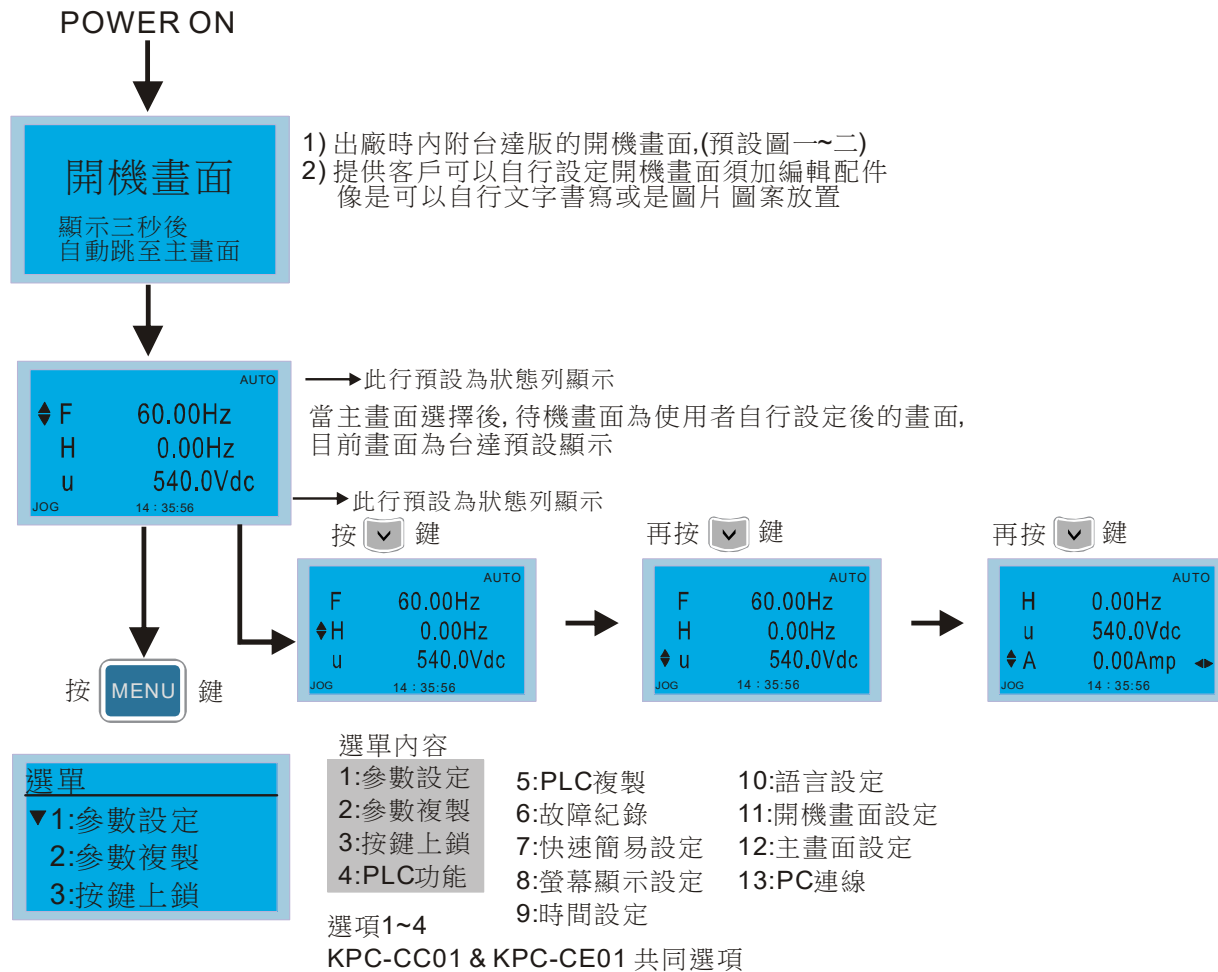 POWER ON
開機畫面
顯示三秒後
自動跳至主畫面
1) 出廠時內附台達版的開機畫面,(預設圖一~二)
2) 提供客戶可以自行設定開機畫面須加編輯配件
像是可以自行文字書寫或是圖片 圖案放置
AUTO
F 60.00Hz
H 0.00Hz
u 540.0Vdc
JOG 14:35:56
此行預設為狀態列顯示
當主畫面選擇後, 待機畫面為使用者自行設定後的畫面,
目前畫面為台達預設顯示
此行預設為狀態列顯示
按 鍵
AUTO
F 60.00Hz
H 0.00Hz
u 540.0Vdc
JOG 14:35:56
再按 鍵
AUTO
F 60.00Hz
H 0.00Hz
u 540.0Vdc
JOG 14:35:56
再按 鍵
AUTO
H 0.00Hz
u 540.0Vdc
A 0.00Amp
JOG 14:35:56
按 MENU 鍵
選單
1:參數設定
2:參數複製
3:按鍵上鎖
選單內容
1:參數設定
2:參數複製
3:按鍵上鎖
4:PLC功能
5:PLC複製
6:故障紀錄
7:快速簡易設定
8:螢幕顯示設定
9:時間設定
10:語言設定
11:開機畫面設定
12:主畫面設定
13:PC連線
選項1~4
KPC-CC01 & KPC-CE01 共同選項